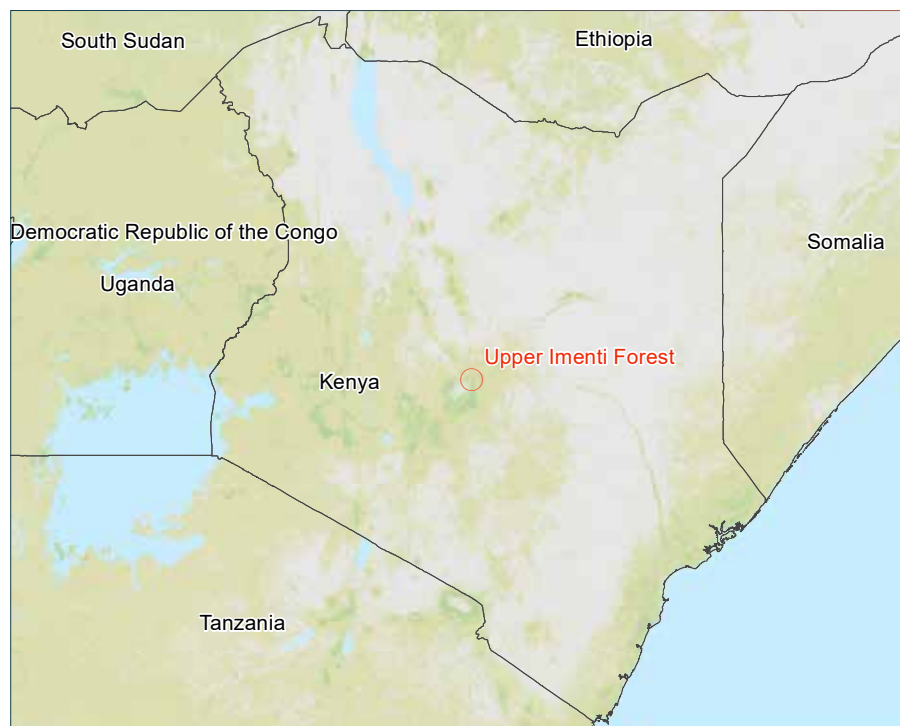 South Sudan
Ethiopia
Democratic Republic of the Congo
Somalia
Uganda
Upper Imenti Forest
Kenya
Tanzania